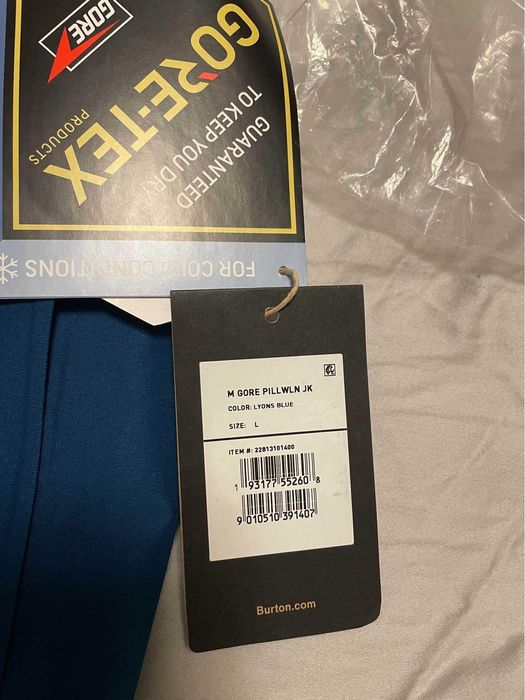 GORE
GORE-TEX
PRODUCTS
GUARANTEED
TO KEEP YOU DRY
FOR COLD CONDITIONS
M GORE PILLWLN JK
COLOR: LYONS BLUE
SIZE: L
ITEM #: 22813101400
1 93177 55260 8
9 010510 391407
Burton.com